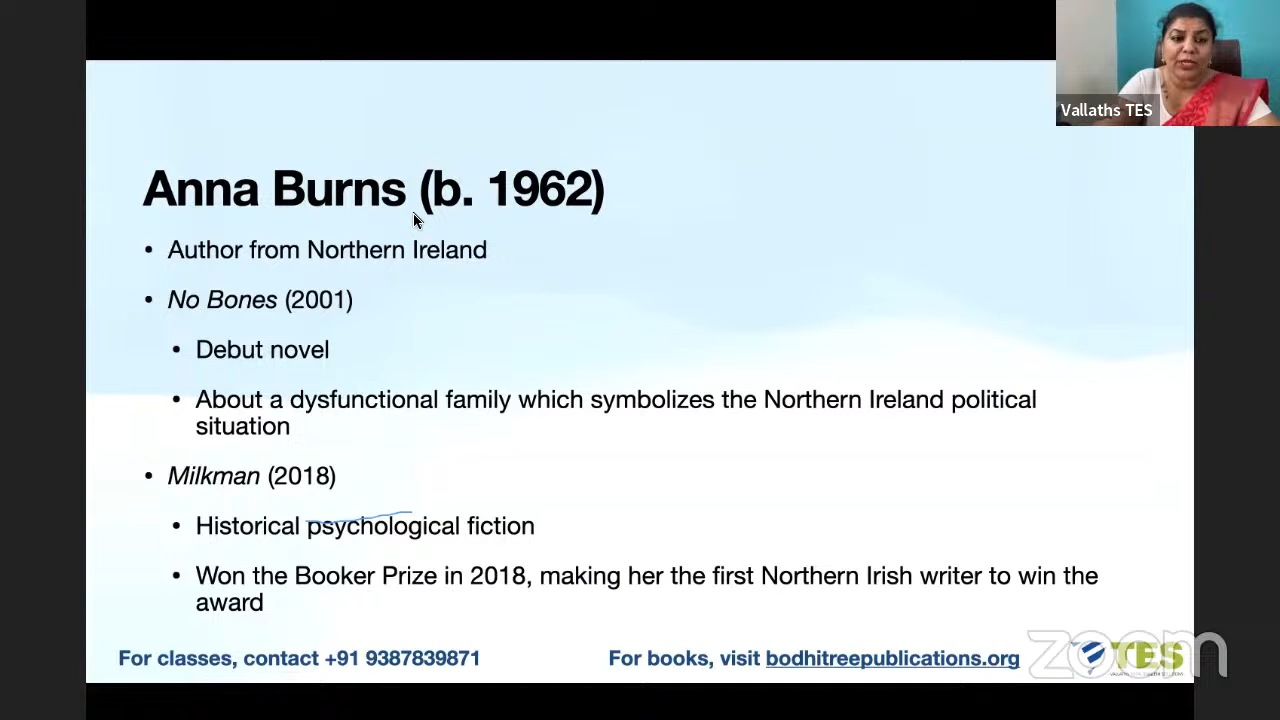 Vallaths TES
Anna Burns (b. 1962)
• Author from Northern Ireland
• No Bones (2001)
• Debut novel
• About a dysfunctional family which symbolizes the Northern Ireland political
situation
• Milkman (2018)
• Historical psychological fiction
• Won the Booker Prize in 2018, making her the first Northern Irish writer to win the
award
For classes, contact +91 9387839871
For books, visit bodhitreepublications.org
zoom
TES